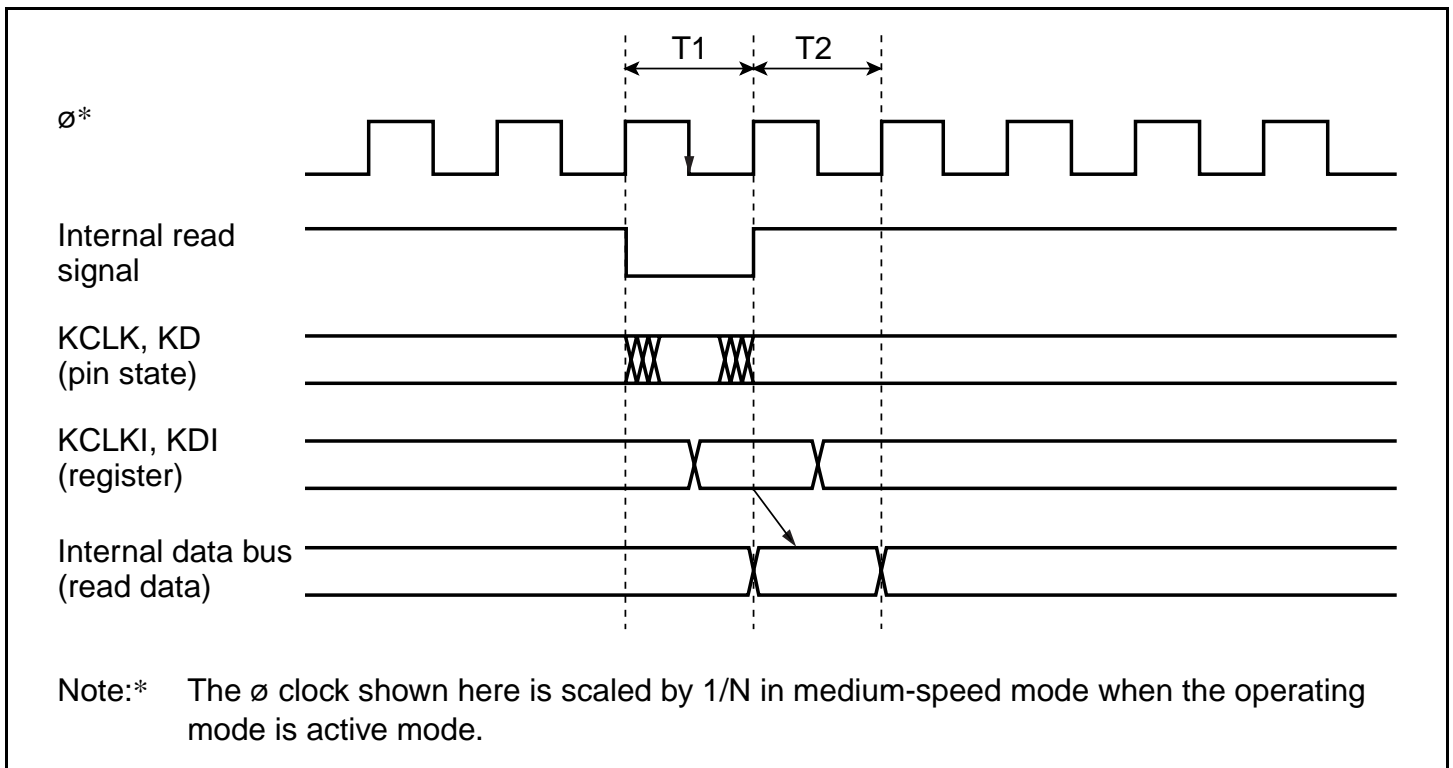 T1 T2
ø*
Internal read
signal
KCLK, KD
(pin state)
KCLKI, KDI
(register)
Internal data bus
(read data)
Note:* The ø clock shown here is scaled by 1/N in medium-speed mode when the operating
mode is active mode.